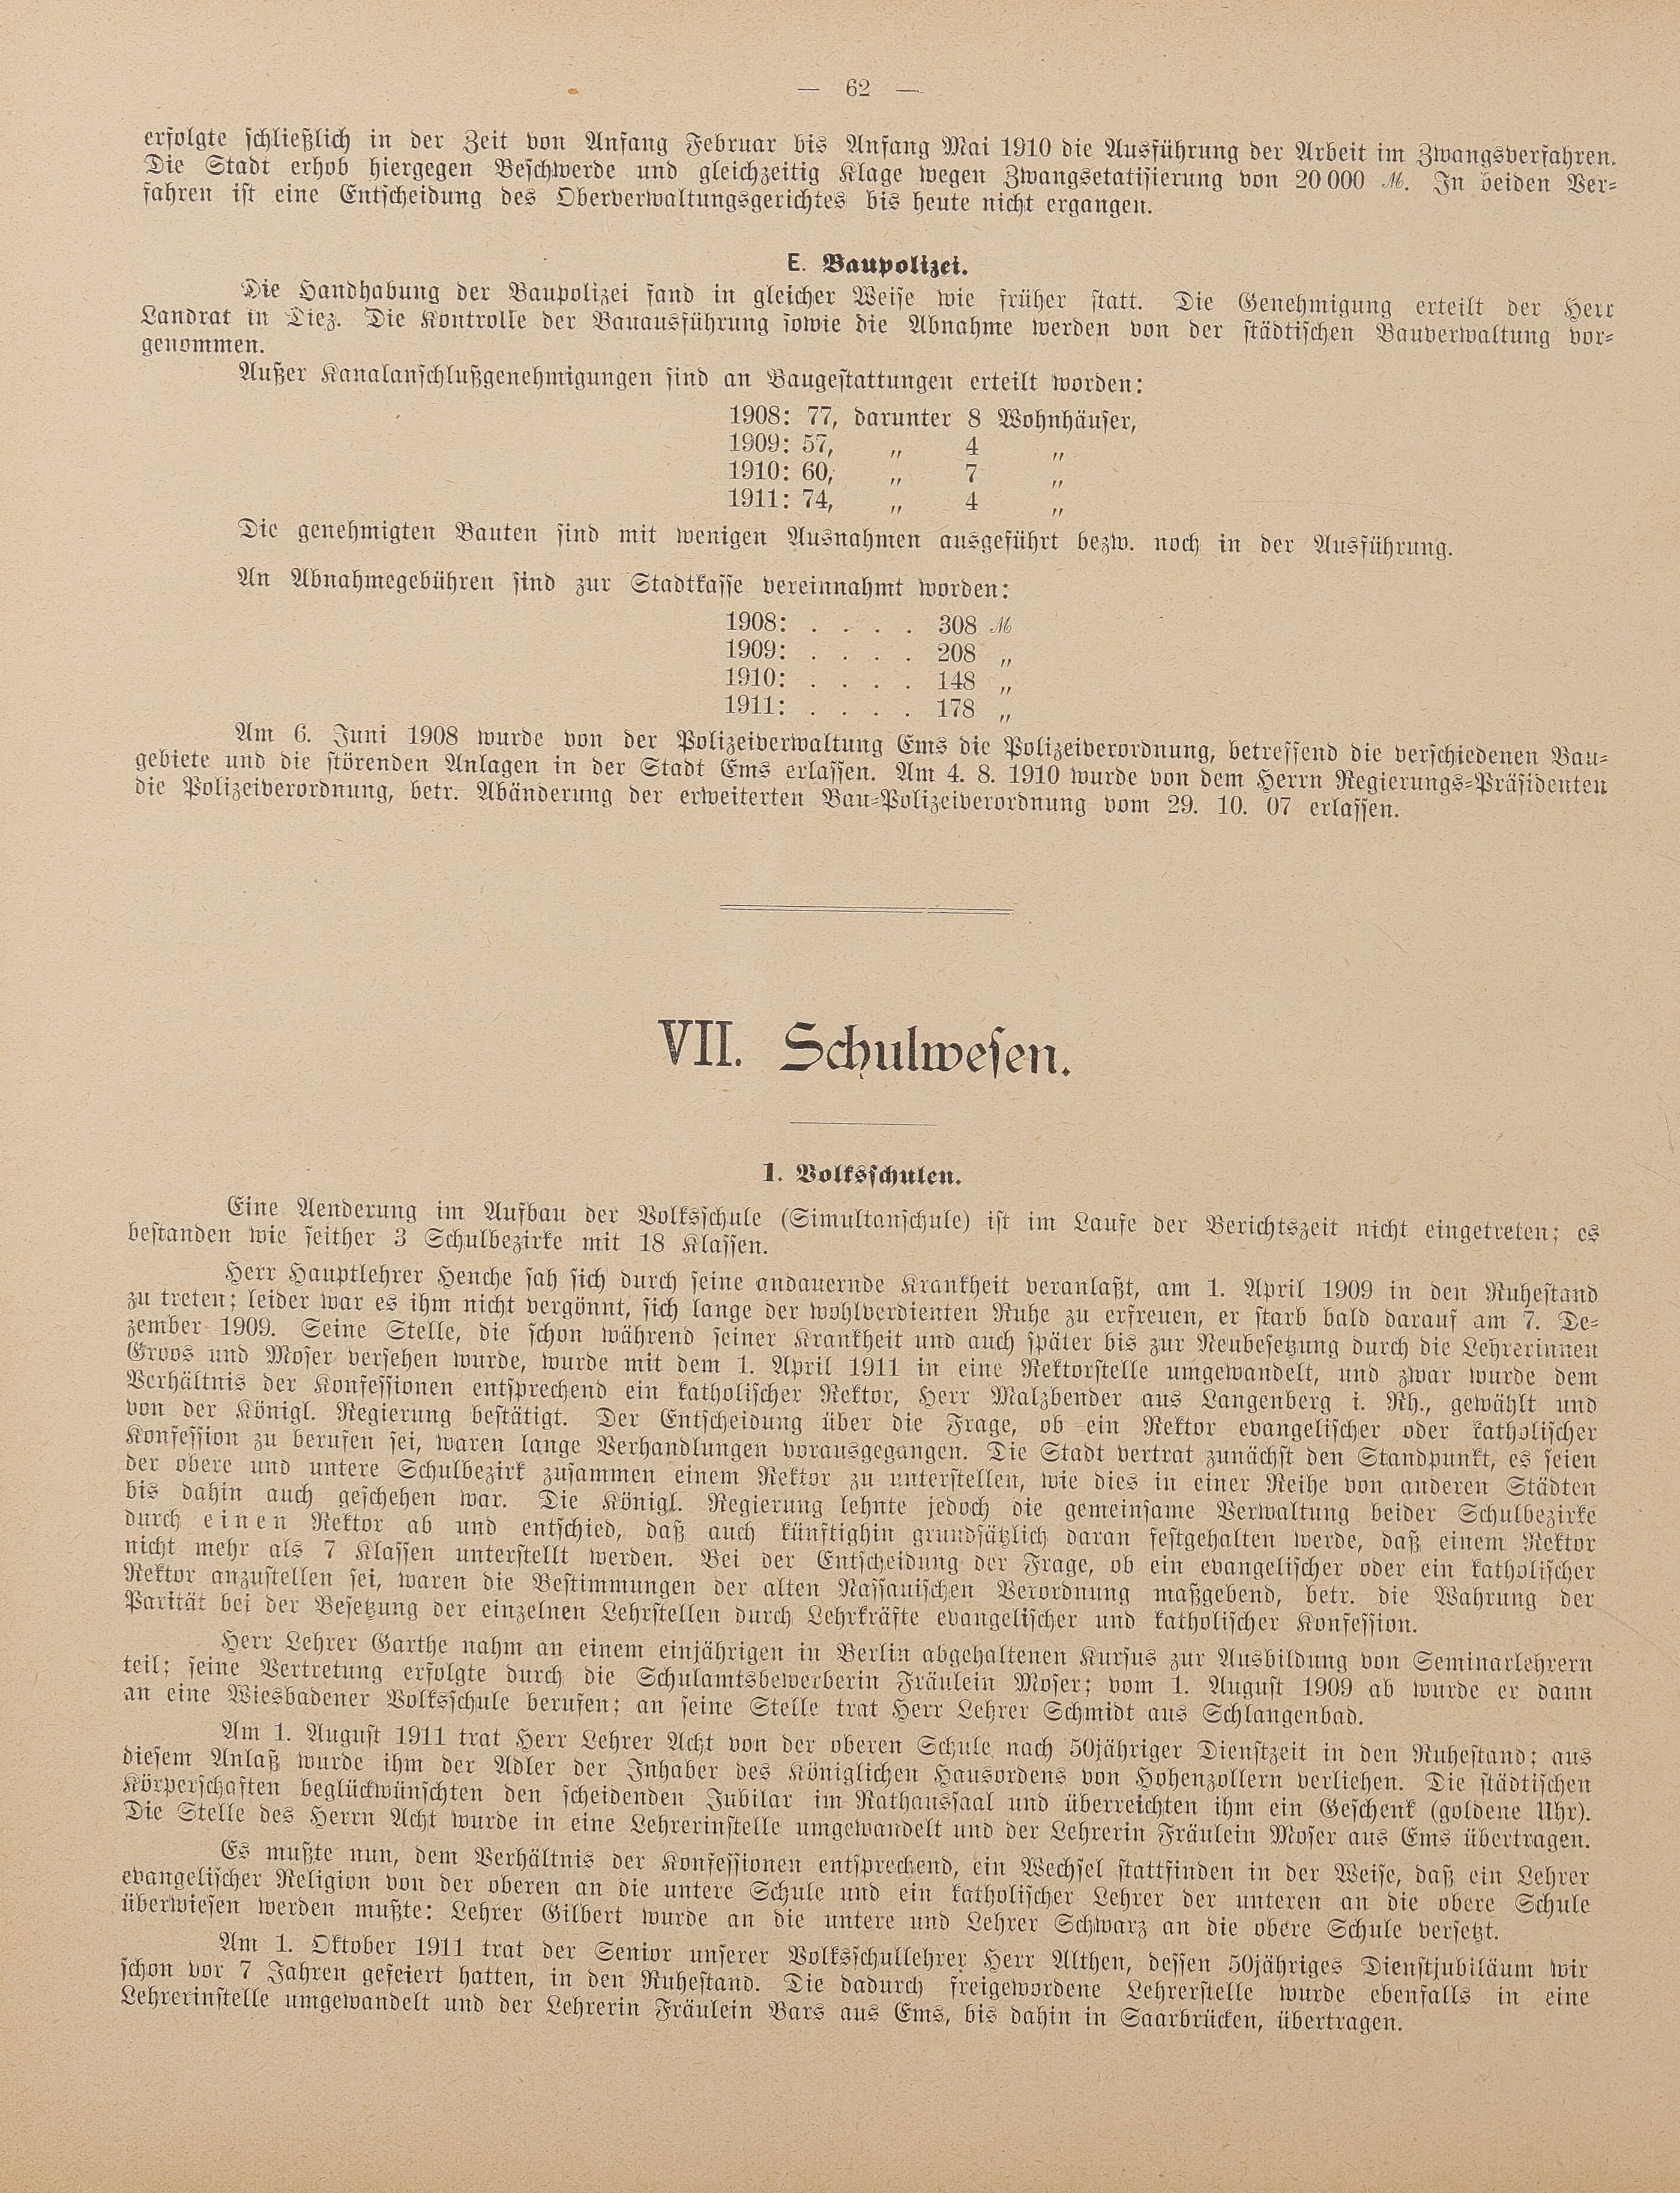 — 62 —
erfolgte schließlich in der Zeit von Anfang Februar bis Anfang Mai 1910 die Ausführung der Arbeit im Zwangsverfahren.
Die Stadt erhob hiergegen Beschwerde und gleichzeitig Klage wegen Zwangsetatisierung von 20 000 ℳ. In beiden Ver-
fahren ist eine Entscheidung des Oberverwaltungsgerichtes bis heute nicht ergangen.
E. Baupolizei.
Die Handhabung der Baupolizei fand in gleicher Weise wie früher statt. Die Genehmigung erteilt der Herr
Landrat in Diez. Die Kontrolle der Bauausführung sowie die Abnahme werden von der städtischen Bauverwaltung vor-
genommen.
Außer Kanalanschlußgenehmigungen sind an Baugestattungen erteilt worden:
1908: 77, darunter 8 Wohnhäuser,
1909: 57, „ 4 „
1910: 60, „ 7 „
1911: 74, „ 4 „
Die genehmigten Bauten sind mit wenigen Ausnahmen ausgeführt bezw. noch in der Ausführung.
An Abnahmegebühren sind zur Stadtkasse vereinnahmt worden:
1908: . . . . 308 ℳ
1909: . . . . 208 „
1910: . . . . 148 „
1911: . . . . 178 „
Am 6. Juni 1908 wurde von der Polizeiverwaltung Ems die Polizeiverordnung, betreffend die verschiedenen Bau-
gebiete und die störenden Anlagen in der Stadt Ems erlassen. Am 4. 8. 1910 wurde von dem Herrn Regierungs-Präsidenten
die Polizeiverordnung, betr. Abänderung der erweiterten Bau-Polizeiverordnung vom 29. 10. 07 erlassen.
VII. Schulwesen.
1. Volksschulen.
Eine Aenderung im Aufbau der Volksschule (Simultanschule) ist im Laufe der Berichtszeit nicht eingetreten; es
bestanden wie seither 3 Schulbezirke mit 18 Klassen.
Herr Hauptlehrer Henche sah sich durch seine andauernde Krankheit veranlaßt, am 1. April 1909 in den Ruhestand
zu treten; leider war es ihm nicht vergönnt, sich lange der wohlverdienten Ruhe zu erfreuen, er starb bald darauf am 7. De-
zember 1909. Seine Stelle, die schon während seiner Krankheit und auch später bis zur Neubesetzung durch die Lehrerinnen
Groos und Moser versehen wurde, wurde mit dem 1. April 1911 in eine Rektorstelle umgewandelt, und zwar wurde dem
Verhältnis der Konfessionen entsprechend ein katholischer Rektor, Herr Malzbender aus Langenberg i. Rh., gewählt und
von der Königl. Regierung bestätigt. Der Entscheidung über die Frage, ob ein Rektor evangelischer oder katholischer
Konfession zu berufen sei, waren lange Verhandlungen vorausgegangen. Die Stadt vertrat zunächst den Standpunkt, es seien
der obere und untere Schulbezirk zusammen einem Rektor zu unterstellen, wie dies in einer Reihe von anderen Städten
bis dahin auch geschehen war. Die Königl. Regierung lehnte jedoch die gemeinsame Verwaltung beider Schulbezirke
durch einen Rektor ab und entschied, daß auch künftighin grundsätzlich daran festgehalten werde, daß einem Rektor
nicht mehr als 7 Klassen unterstellt werden. Bei der Entscheidung der Frage, ob ein evangelischer oder ein katholischer
Rektor anzustellen sei, waren die Bestimmungen der alten Nassauischen Verordnung maßgebend, betr. die Wahrung der
Parität bei der Besetzung der einzelnen Lehrstellen durch Lehrkräfte evangelischer und katholischer Konfession.
Herr Lehrer Garthe nahm an einem einjährigen in Berlin abgehaltenen Kursus zur Ausbildung von Seminarlehrern
teil; seine Vertretung erfolgte durch die Schulamtsbewerberin Fräulein Moser; vom 1. August 1909 ab wurde er dann
an eine Wiesbadener Volksschule berufen; an seine Stelle trat Herr Lehrer Schmidt aus Schlangenbad.
Am 1. August 1911 trat Herr Lehrer Acht von der oberen Schule nach 50jähriger Dienstzeit in den Ruhestand; aus
diesem Anlaß wurde ihm der Adler der Inhaber des Königlichen Hausordens von Hohenzollern verliehen. Die städtischen
Körperschaften beglückwünschten den scheidenden Jubilar im Rathaussaal und überreichten ihm ein Geschenk (goldene Uhr).
Die Stelle des Herrn Acht wurde in eine Lehrerinstelle umgewandelt und der Lehrerin Fräulein Moser aus Ems übertragen.
Es mußte nun, dem Verhältnis der Konfessionen entsprechend, ein Wechsel stattfinden in der Weise, daß ein Lehrer
evangelischer Religion von der oberen an die untere Schule und ein katholischer Lehrer der unteren an die obere Schule
überwiesen werden mußte: Lehrer Gilbert wurde an die untere und Lehrer Schwarz an die obere Schule versetzt.
Am 1. Oktober 1911 trat der Senior unserer Volksschullehrer Herr Althen, dessen 50jähriges Dienstjubiläum wir
schon vor 7 Jahren gefeiert hatten, in den Ruhestand. Die dadurch freigewordene Lehrerstelle wurde ebenfalls in eine
Lehrerinstelle umgewandelt und der Lehrerin Fräulein Bars aus Ems, bis dahin in Saarbrücken, übertragen.